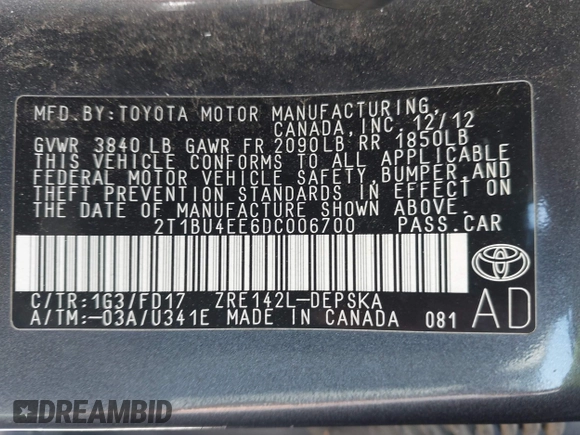 MFD.BY:TOYOTA MOTOR MANUFACTURING,
CANADA,INC. 12/12
GVWR 3840 LB GAWR FR 2090LB RR 1850LB
THIS VEHICLE CONFORMS TO ALL APPLICABLE
FEDERAL MOTOR VEHICLE SAFETY,BUMPER,AND
THEFT PREVENTION STANDARDS IN EFFECT ON
THE DATE OF MANUFACTURE SHOWN ABOVE.
2T1BU4EE6DC006700 PASS.CAR
C/TR:1G3/FD17 ZRE142L-DEPSKA
A/TM:-03A/U341E MADE IN CANADA 081
AD
DREAMBID